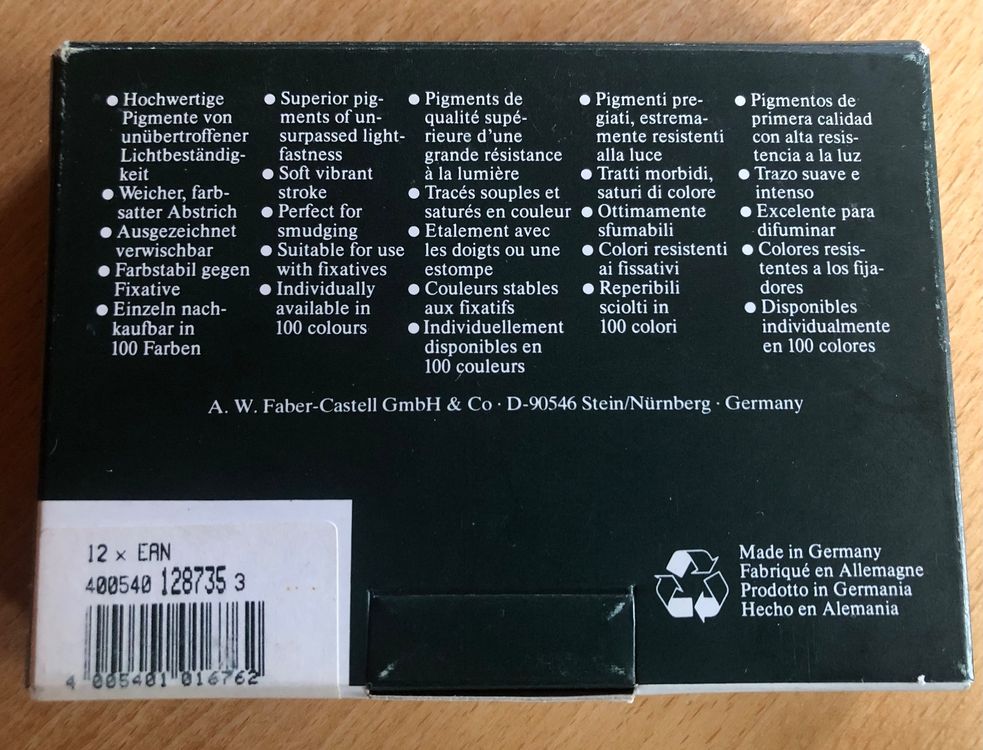 ● Hochwertige
Pigmente von
unübertroffener
Lichtbeständig-
keit
● Weicher, farb-
satter Abstrich
● Ausgezeichnet
verwischbar
● Farbstabil gegen
Fixative
● Einzeln nach-
kaufbar in
100 Farben
● Superior pig-
ments of un-
surpassed light-
fastness
● Soft vibrant
stroke
● Perfect for
smudging
● Suitable for use
with fixatives
● Individually
available in
100 colours
● Pigments de
qualité supé-
rieure d'une
grande résistance
à la lumière
● Tracés souples et
saturés en couleur
● Etalement avec
les doigts ou une
estompe
● Couleurs stables
aux fixatifs
● Individuellement
disponibles en
100 couleurs
● Pigmenti pre-
giati, estrema-
mente resistenti
alla luce
● Tratti morbidi,
saturi di colore
● Ottimamente
sfumabili
● Colori resistenti
ai fissativi
● Reperibili
sciolti in
100 colori
● Pigmentos de
primera calidad
con alta resis-
tencia a la luz
● Trazo suave e
intenso
● Excelente para
difuminar
● Colores resis-
tentes a los fija-
dores
● Disponibles
individualmente
en 100 colores
A. W. Faber-Castell GmbH & Co · D-90546 Stein/Nürnberg · Germany
12 x EAN
400540 128735 3
4 005401 016762
Made in Germany
Fabriqué en Allemagne
Prodotto in Germania
Hecho en Alemania